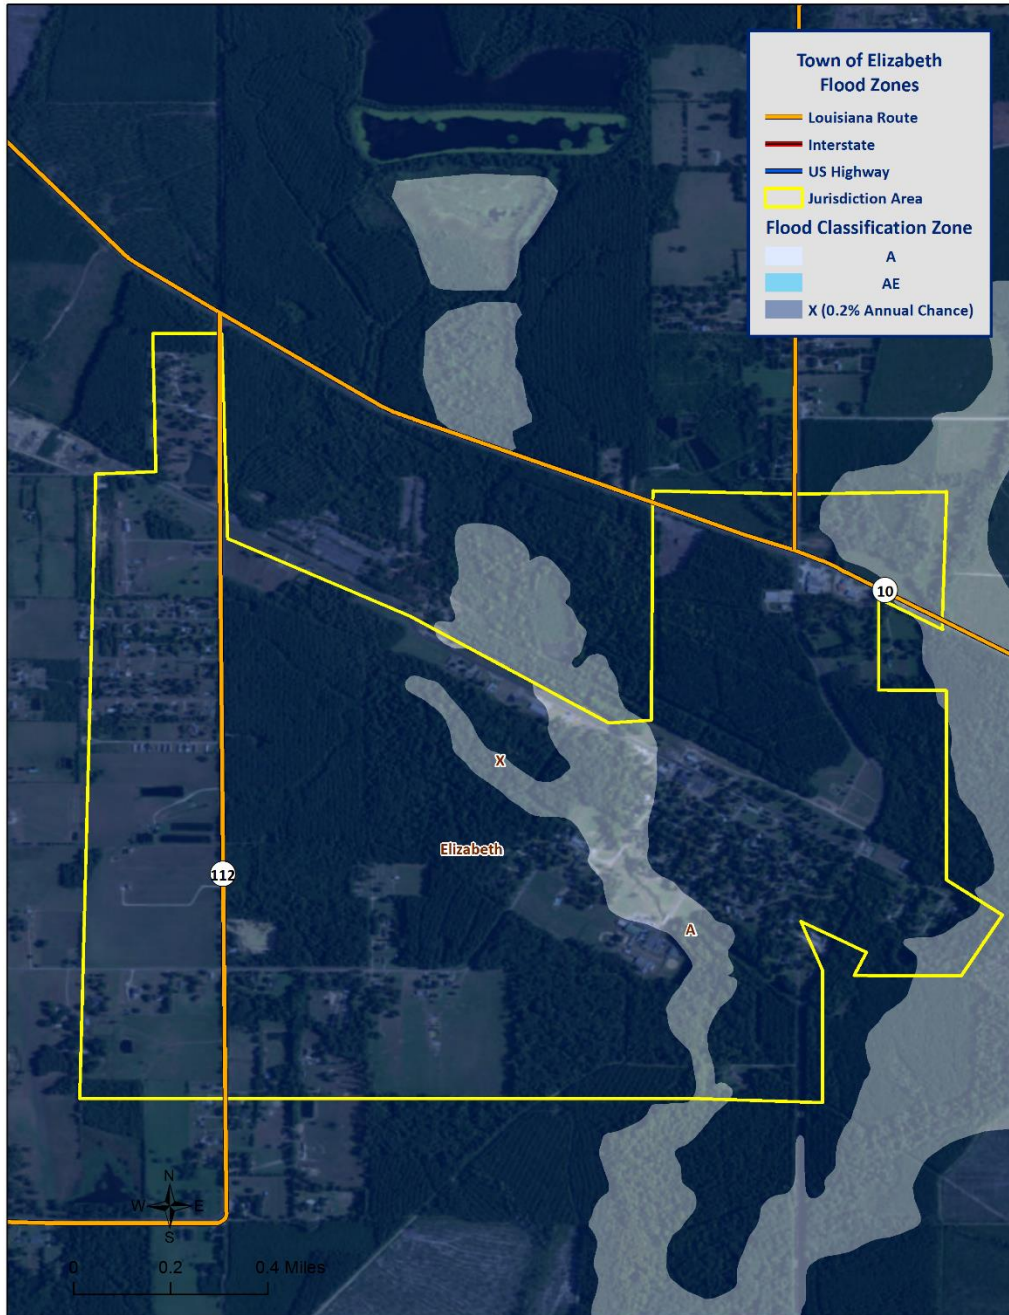 Town of Elizabeth
Flood Zones
Louisiana Route
Interstate
US Highway
Jurisdiction Area
Flood Classification Zone
A
AE
X (0.2% Annual Chance)
10
X
Elizabeth
112
A
N
W E
S
0 0.2 0.4 Miles